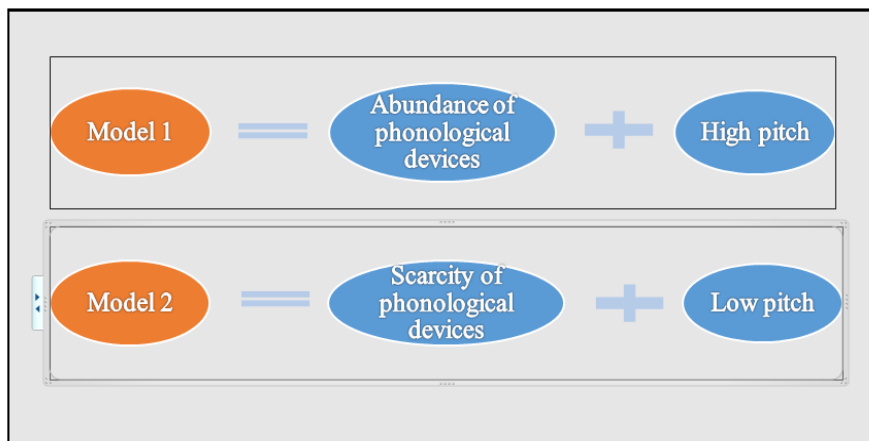 Model 1
Abundance of
phonological
devices
High pitch
Model 2
Scarcity of
phonological
devices
Low pitch